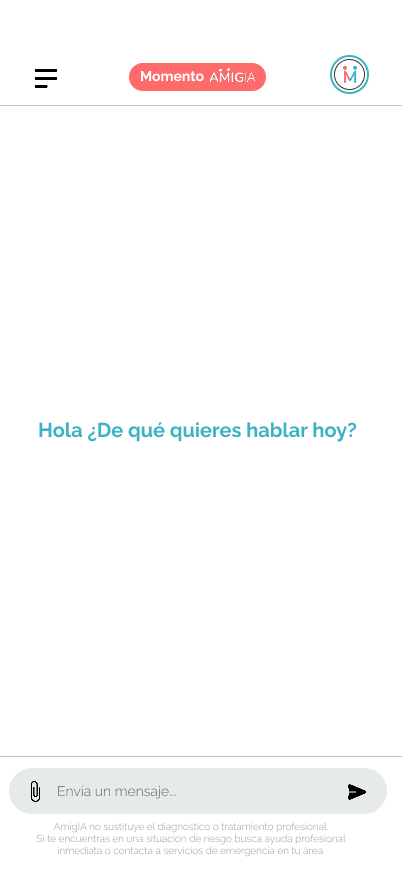 Momento AMIGIA
Hola ¿De qué quieres hablar hoy?
Envía un mensaje...
AmigIA no sustituye el diagnóstico o tratamiento profesional.
Si te encuentras en una situación de riesgo busca ayuda profesional
inmediata o contacta a servicios de emergencia en tu área.